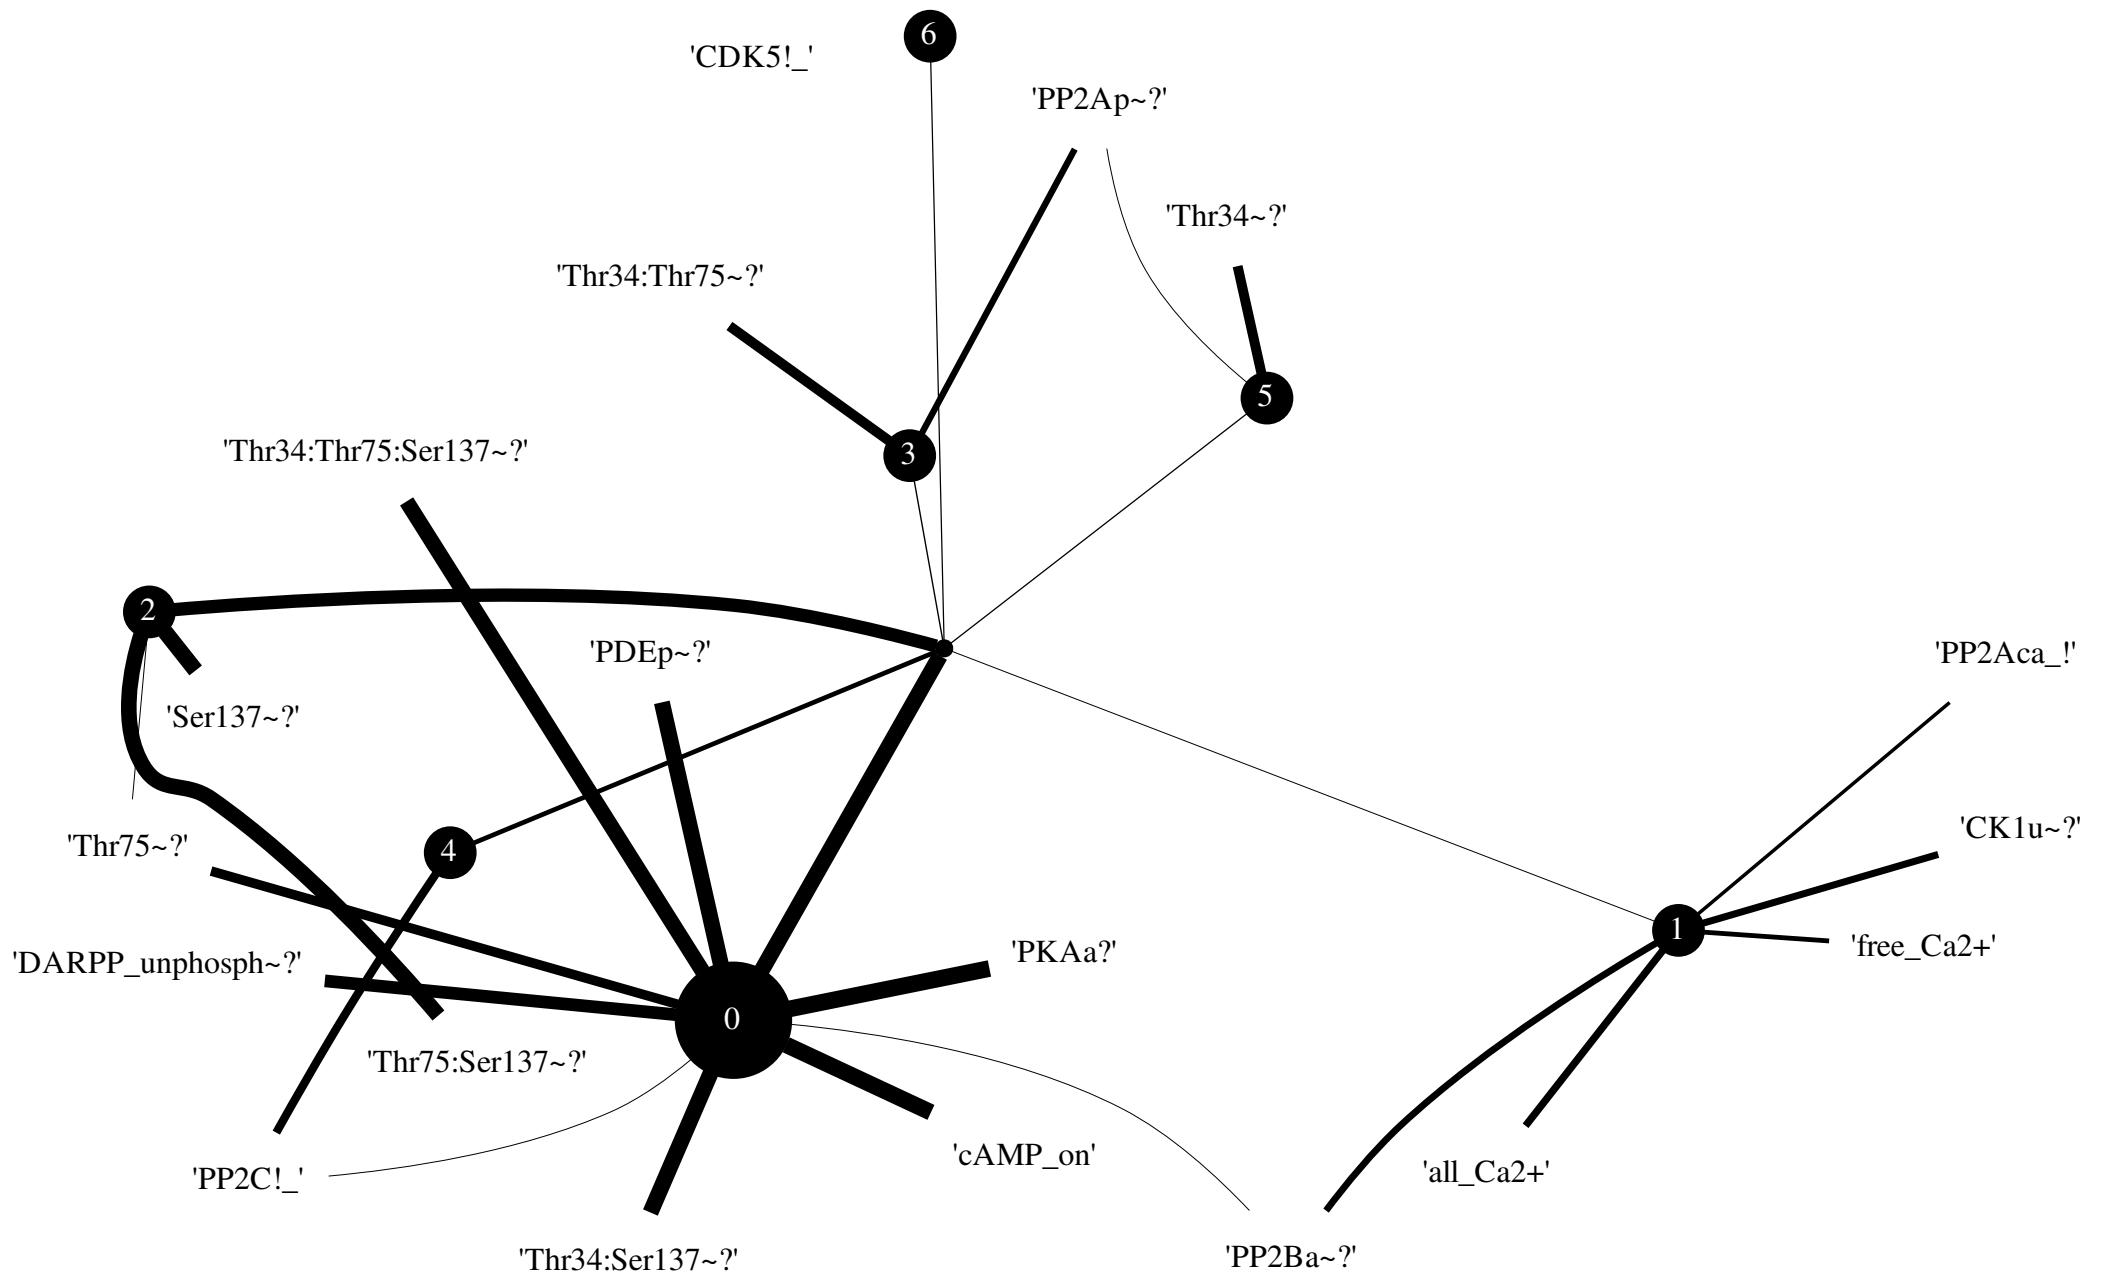 6
'CDK5!_'
'PP2Ap~?'
'Thr34~?'
'Thr34:Thr75~?'
5
3
'Thr34:Thr75:Ser137~?'
2
'PDEp~?'
'PP2Aca_!'
'Ser137~?'
'CK1u~?'
'Thr75~?'
4
1
'free_Ca2+'
'PKAa?'
'DARPP_unphosph~?'
0
'Thr75:Ser137~?'
'cAMP_on'
'all_Ca2+'
'PP2C!_'
'Thr34:Ser137~?'
'PP2Ba~?'